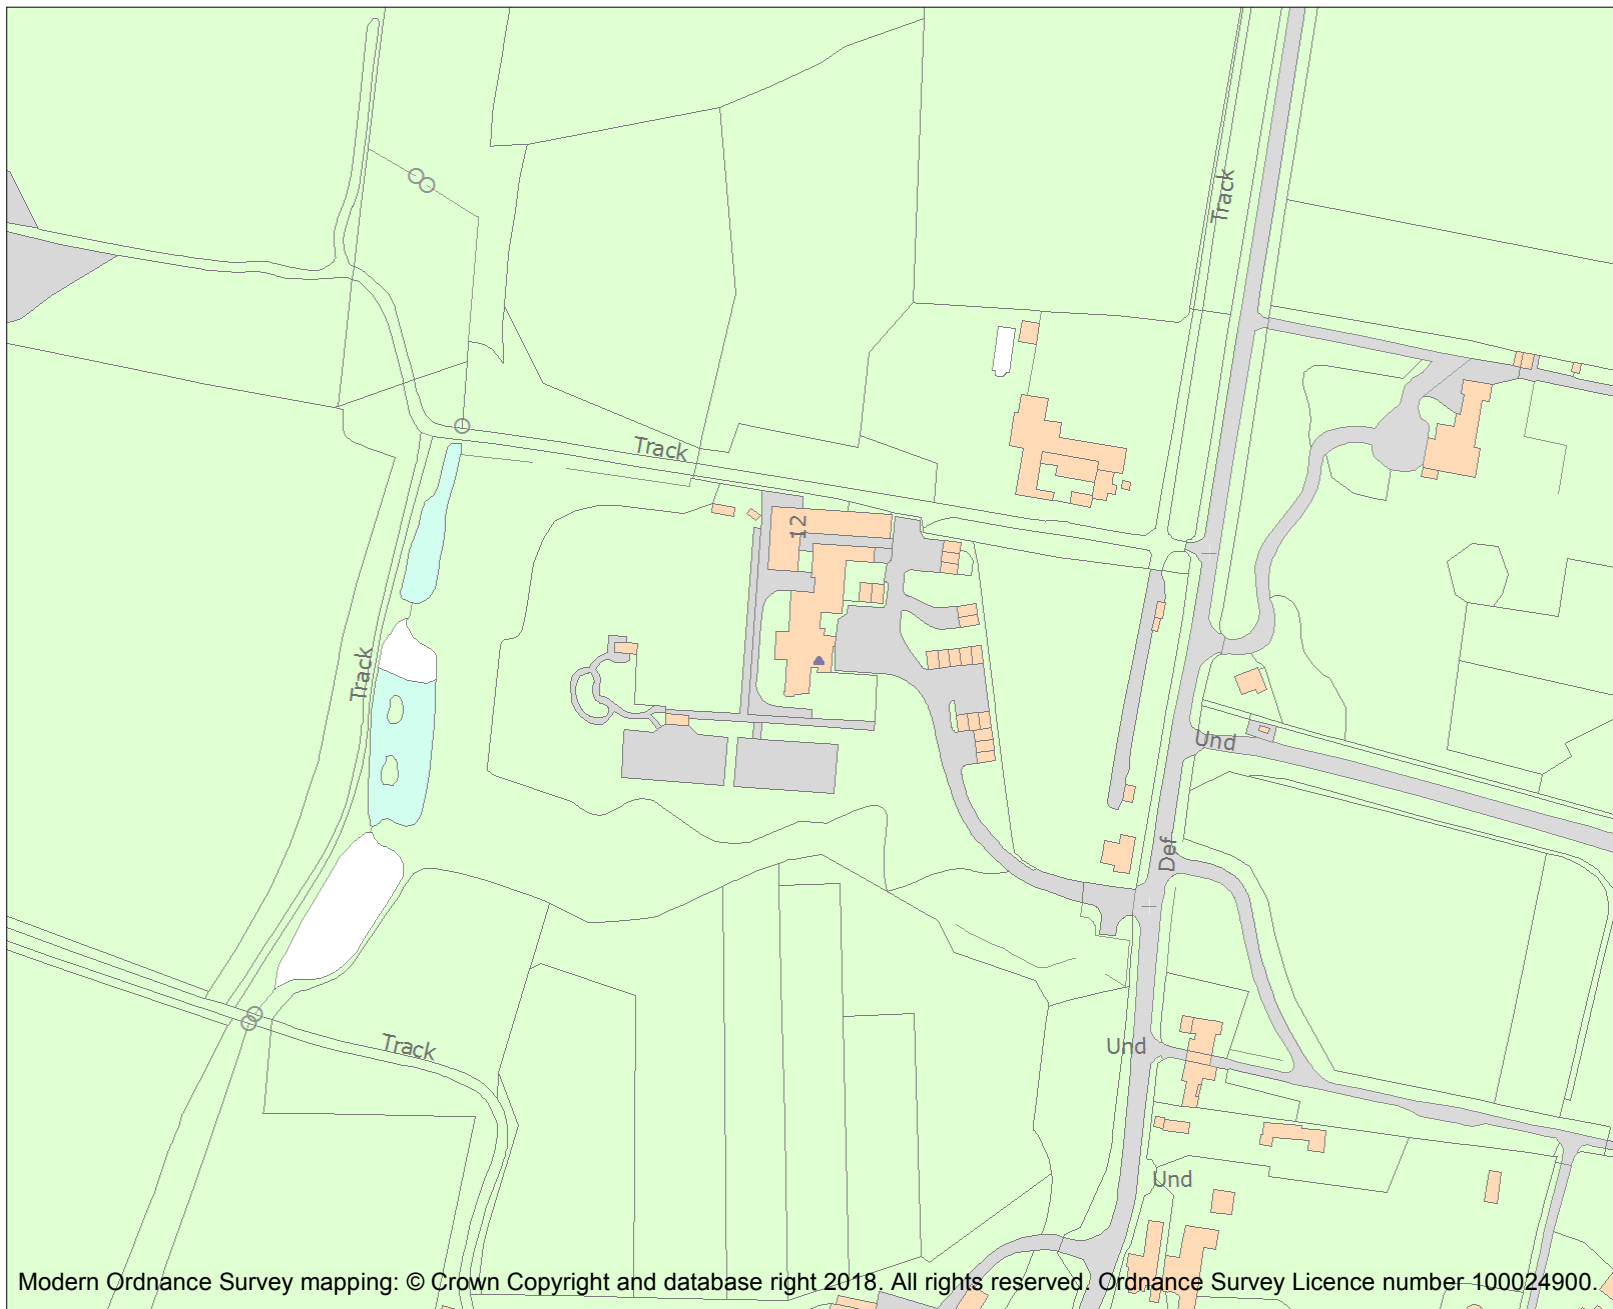 Track
Track
12
Track
Und
Def
Track
Und
Und
Modern Ordnance Survey mapping: © Crown Copyright and database right 2018. All rights reserved. Ordnance Survey Licence number 100024900.